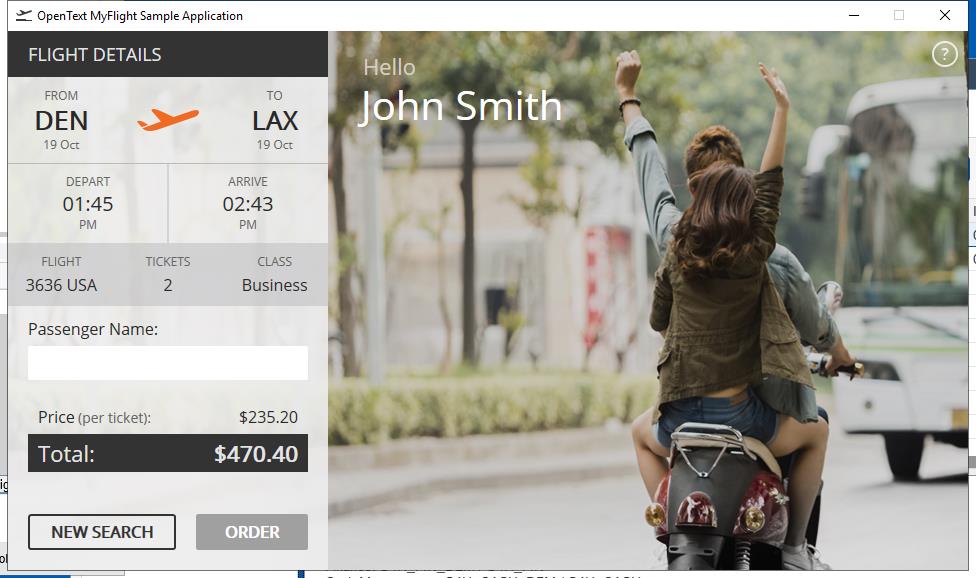 OpenText MyFlight Sample Application
FLIGHT DETAILS
FROM
DEN
19 Oct
TO
LAX
19 Oct
DEPART
01:45
PM
ARRIVE
02:43
PM
FLIGHT
3636 USA
TICKETS
2
CLASS
Business
Passenger Name:
Price (per ticket): $235.20
Total: $470.40
NEW SEARCH
ORDER
Hello
John Smith
?